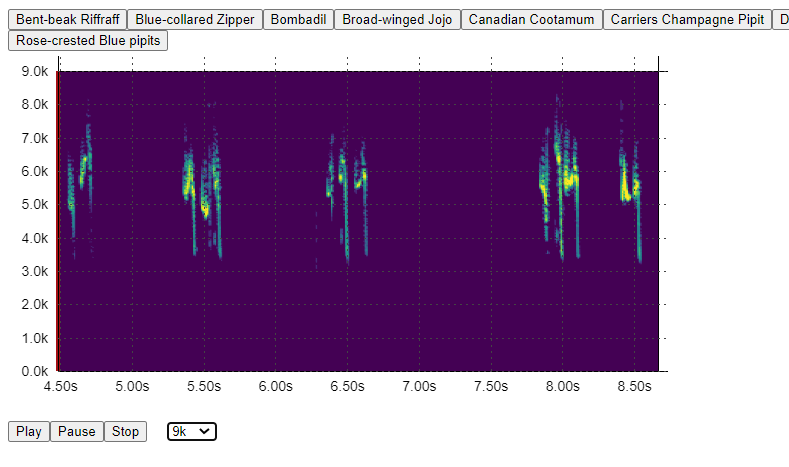 Bent-beak Riffraff Blue-collared Zipper Bombadil Broad-winged Jojo Canadian Cootamum Carriers Champagne Pipit D
Rose-crested Blue pipits
9.0k
8.0k
7.0k
6.0k
5.0k
4.0k
3.0k
2.0k
1.0k
0.0k
4.50s 5.00s 5.50s 6.00s 6.50s 7.00s 7.50s 8.00s 8.50s
Play Pause Stop 9k